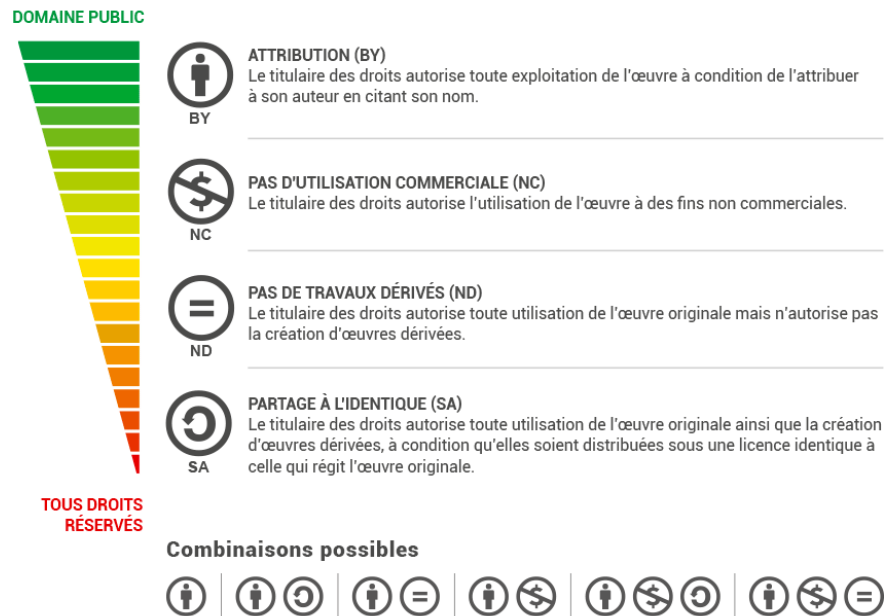 DOMAINE PUBLIC
ATTRIBUTION (BY)
Le titulaire des droits autorise toute exploitation de l'œuvre à condition de l'attribuer
à son auteur en citant son nom.
BY
PAS D'UTILISATION COMMERCIALE (NC)
Le titulaire des droits autorise l'utilisation de l'œuvre à des fins non commerciales.
NC
PAS DE TRAVAUX DÉRIVÉS (ND)
Le titulaire des droits autorise toute utilisation de l'œuvre originale mais n'autorise pas
la création d'œuvres dérivées.
ND
PARTAGE À L'IDENTIQUE (SA)
Le titulaire des droits autorise toute utilisation de l'œuvre originale ainsi que la création
d'œuvres dérivées, à condition qu'elles soient distribuées sous une licence identique à
celle qui régit l'œuvre originale.
SA
TOUS DROITS
RÉSERVÉS
Combinaisons possibles